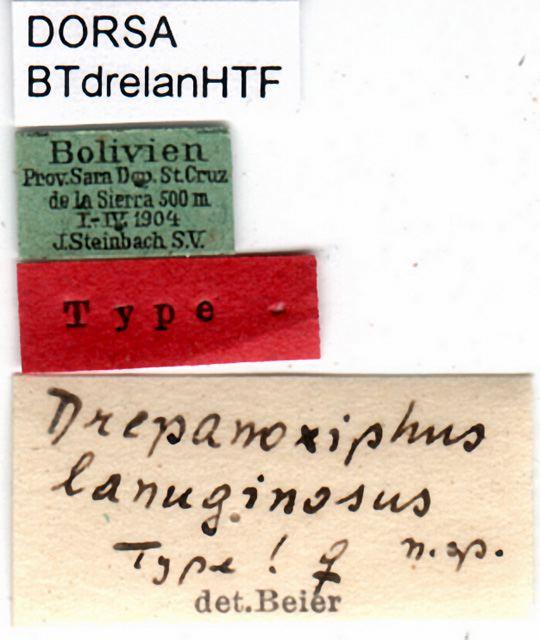 DORSA
BTdrelanHTF
Bolivien
Prov. Sara Dep. St. Cruz
de la Sierra 500 m
I.-IV. 1904
J. Steinbach S.V.
Type
Drepanoxiphus
lanuginosus
Type! ♀ n.sp.
det. Beier